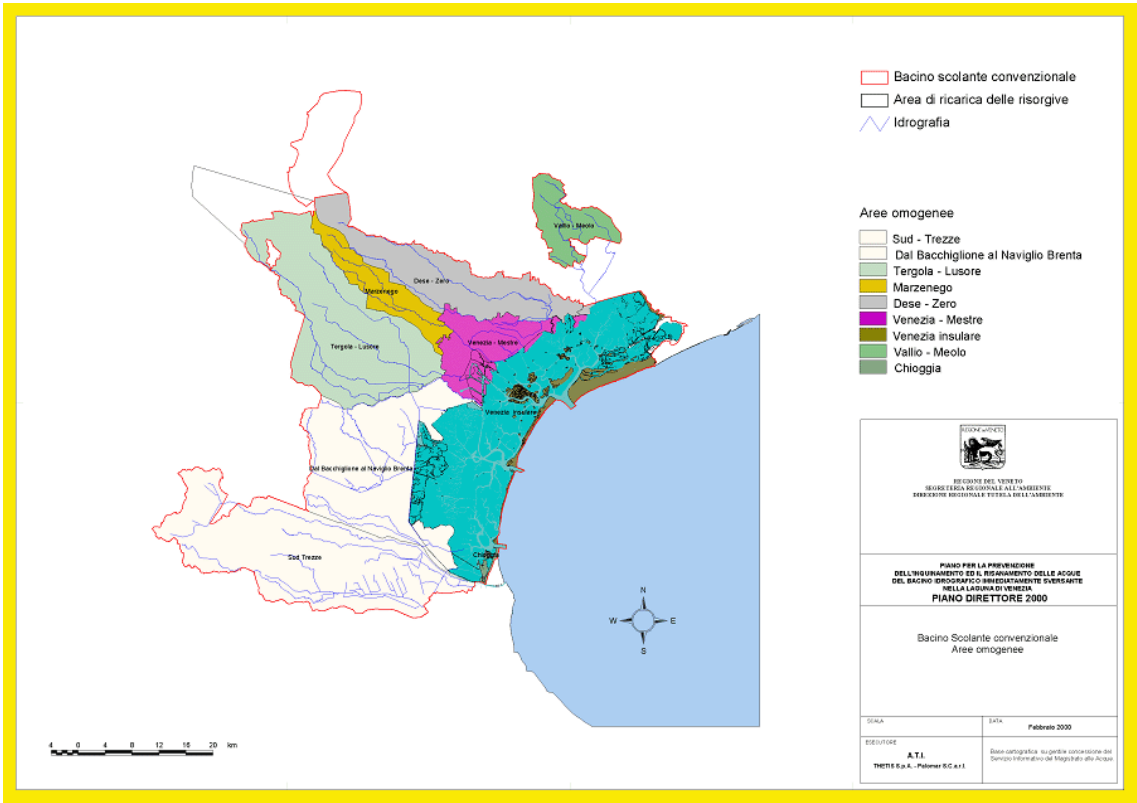 Bacino scolante convenzionale
Area di ricarica delle risorgive
Idrografia
Aree omogenee
Sud - Trezze
Dal Bacchiglione al Naviglio Brenta
Tergola - Lusore
Marzenego
Dese - Zero
Venezia - Mestre
Venezia insulare
Vallio - Meolo
Chioggia
Vallio - Meolo
Dese - Zero
Marzenego
Venezia - Mestre
Tergola - Lusore
Venezia insulare
Dal Bacchiglione al Naviglio Brenta
Sud Trezze
Chioggia
N
W E
S
4 0 4 8 12 16 20 km
REGIONE DEL VENETO
REGIONE DEL VENETO
SEGRETERIA REGIONALE ALL'AMBIENTE
DIREZIONE REGIONALE TUTELA DELL'AMBIENTE
PIANO PER LA PREVENZIONE
DELL'INQUINAMENTO ED IL RISANAMENTO DELLE ACQUE
DEL BACINO IDROGRAFICO IMMEDIATAMENTE SVERSANTE
NELLA LAGUNA DI VENEZIA
PIANO DIRETTORE 2000
Bacino Scolante convenzionale
Aree omogenee
SCALA
DATA
Febbraio 2000
ESECUTORE
A.T.I.
THETIS S.p.A. - Palomar S.C.a r.l.
Base cartografica su gentile concessione del
Servizio Informativo del Magistrato alle Acque